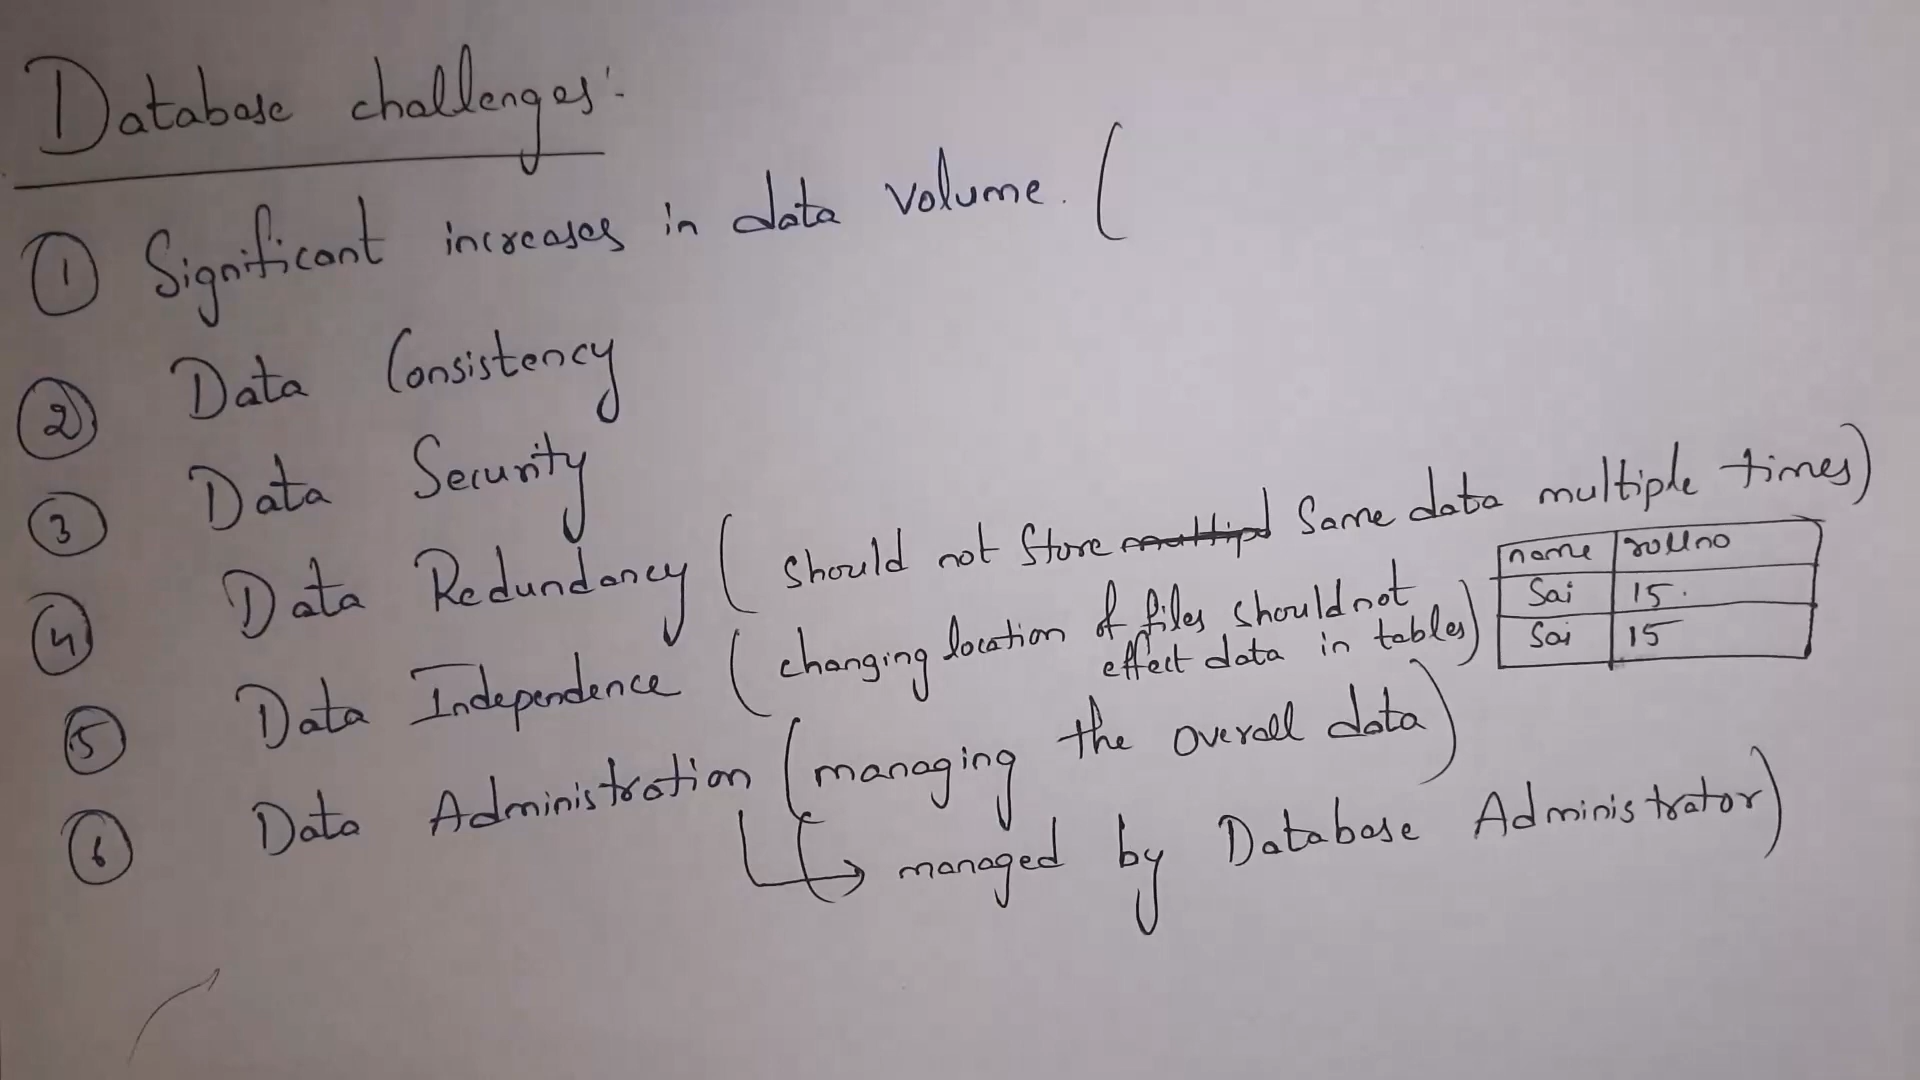 Database challenges:-
① Significant increases in data volume. (
② Data Consistency
③ Data Security
④ Data Redundancy ( should not store multipl same data multiple times)
⑤ Data Independence ( changing location of files should not
effect data in tables)
name rollno
Sai 15.
Sai 15
⑥ Data Administration ( managing the overall data)
( → managed by Database Administrator)